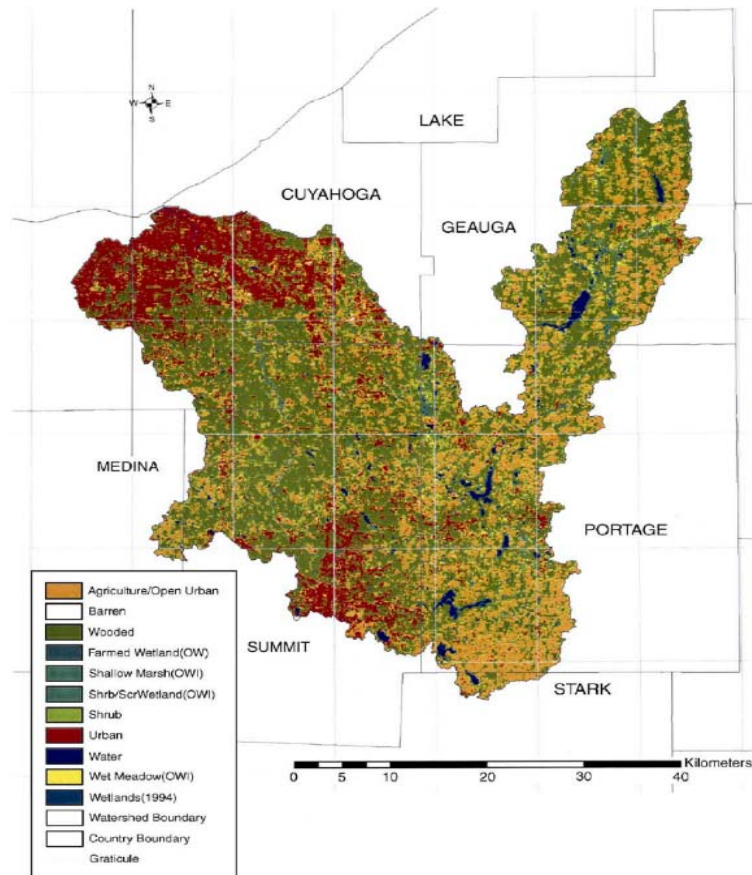 N
W E
S
LAKE
CUYAHOGA
GEAUGA
MEDINA
PORTAGE
SUMMIT
STARK
Agriculture/Open Urban
Barren
Wooded
Farmed Wetland(OW)
Shallow Marsh(OWI)
Shrb/ScrWetland(OWI)
Shrub
Urban
Water
Wet Meadow(OWI)
Wetlands(1994)
Watershed Boundary
Country Boundary
Graticule
Kilometers
0 5 10 20 30 40